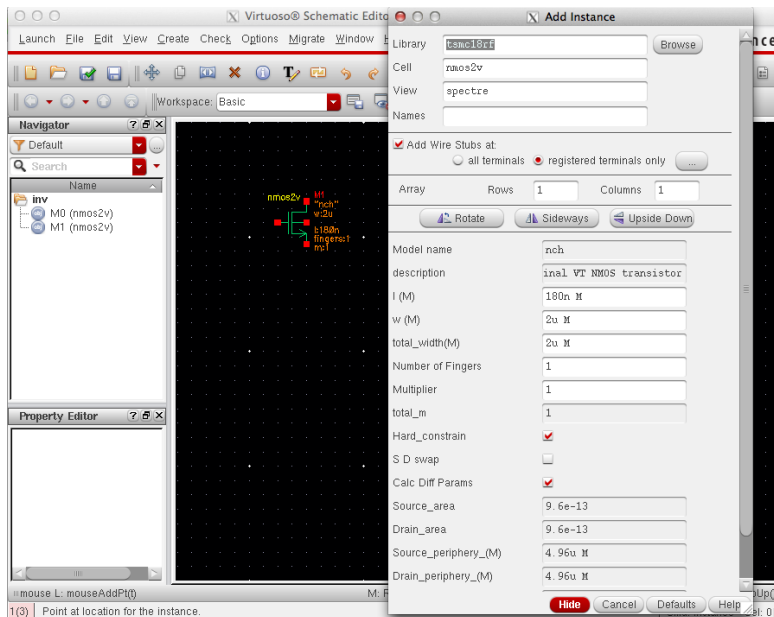 Virtuoso® Schematic Edito
Launch File Edit View Create Check Options Migrate Window H
Workspace: Basic
Navigator
Default
Search
Name
inv
M0 (nmos2v)
M1 (nmos2v)
Property Editor
nmos2v M1
"nch"
w:2u
l:180n
fingers:1
m:1
mouse L: mouseAddPt(t)
M: R
1(3) Point at location for the instance.
Add Instance
Library tsmc18rf Browse
Cell nmos2v
View spectre
Names
Add Wire Stubs at:
all terminals registered terminals only ...
Array Rows 1 Columns 1
Rotate Sideways Upside Down
Model name nch
description inal VT NMOS transistor
l (M) 180n M
w (M) 2u M
total_width(M) 2u M
Number of Fingers 1
Multiplier 1
total_m 1
Hard_constrain
S D swap
Calc Diff Params
Source_area 9.6e-13
Drain_area 9.6e-13
Source_periphery_(M) 4.96u M
Drain_periphery_(M) 4.96u M
Hide Cancel Defaults Help
nce
pUp(
el: 0